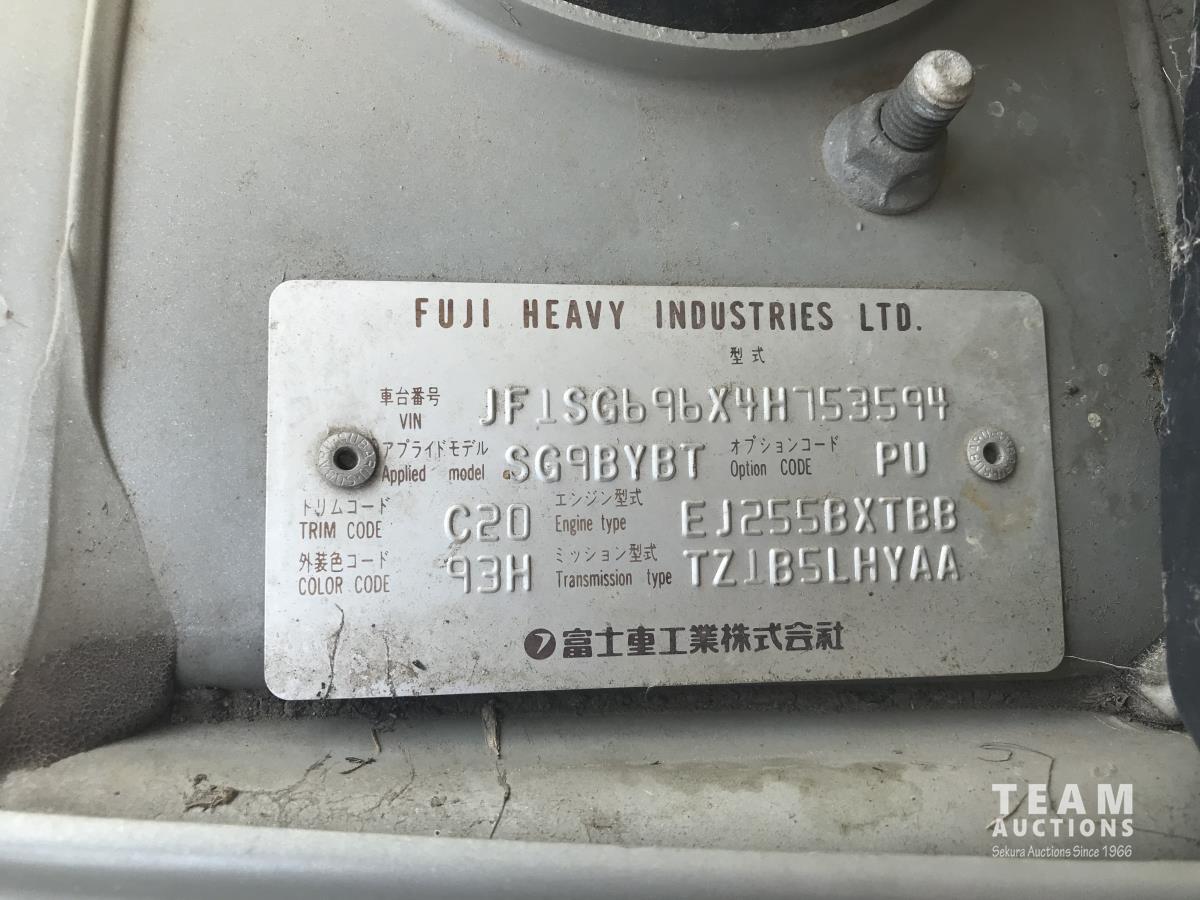 FUJI HEAVY INDUSTRIES LTD.
型式
車台番号
VIN JF1SG696X4H753594
アプライドモデル
Applied model SG9BYBT
オプションコード
Option CODE PU
トリムコード
TRIM CODE C20
エンジン型式
Engine type EJ255BXTBB
外装色コード
COLOR CODE 93H
ミッション型式
Transmission type TZ1B5LHYAA
富士重工業株式会社
TEAM
AUCTIONS
Sekura Auctions Since 1966